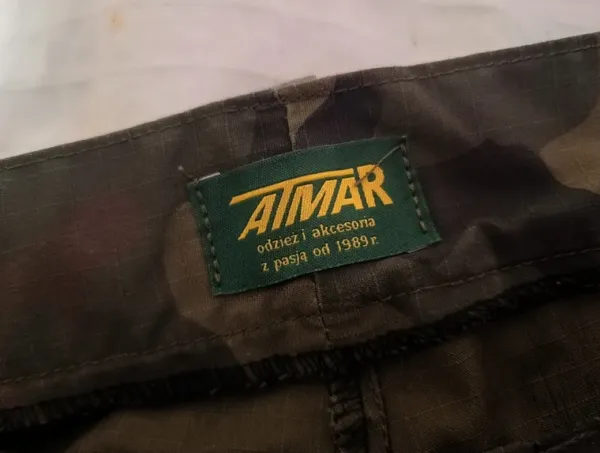 ATMAR
odzież i akcesoria
z pasją od 1989 r.